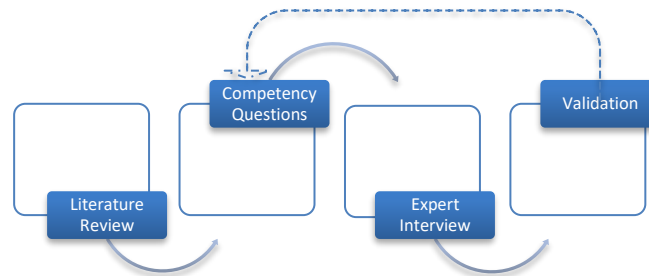 Competency
Questions
Validation
Literature
Review
Expert
Interview